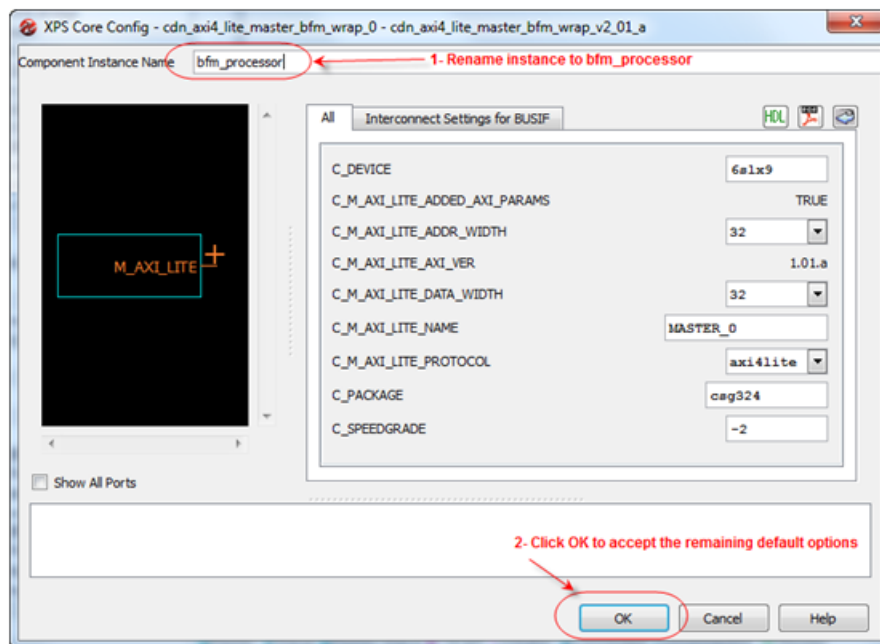 XPS Core Config - cdn_axi4_lite_master_bfm_wrap_0 - cdn_axi4_lite_master_bfm_wrap_v2_01_a
Component Instance Name bfm_processor
1- Rename instance to bfm_processor
All Interconnect Settings for BUSIF
HDL
M_AXI_LITE
C_DEVICE 6slx9
C_M_AXI_LITE_ADDED_AXI_PARAMS TRUE
C_M_AXI_LITE_ADDR_WIDTH 32
C_M_AXI_LITE_AXI_VER 1.01.a
C_M_AXI_LITE_DATA_WIDTH 32
C_M_AXI_LITE_NAME MASTER_0
C_M_AXI_LITE_PROTOCOL axi4lite
C_PACKAGE csg324
C_SPEEDGRADE -2
Show All Ports
2- Click OK to accept the remaining default options
OK Cancel Help